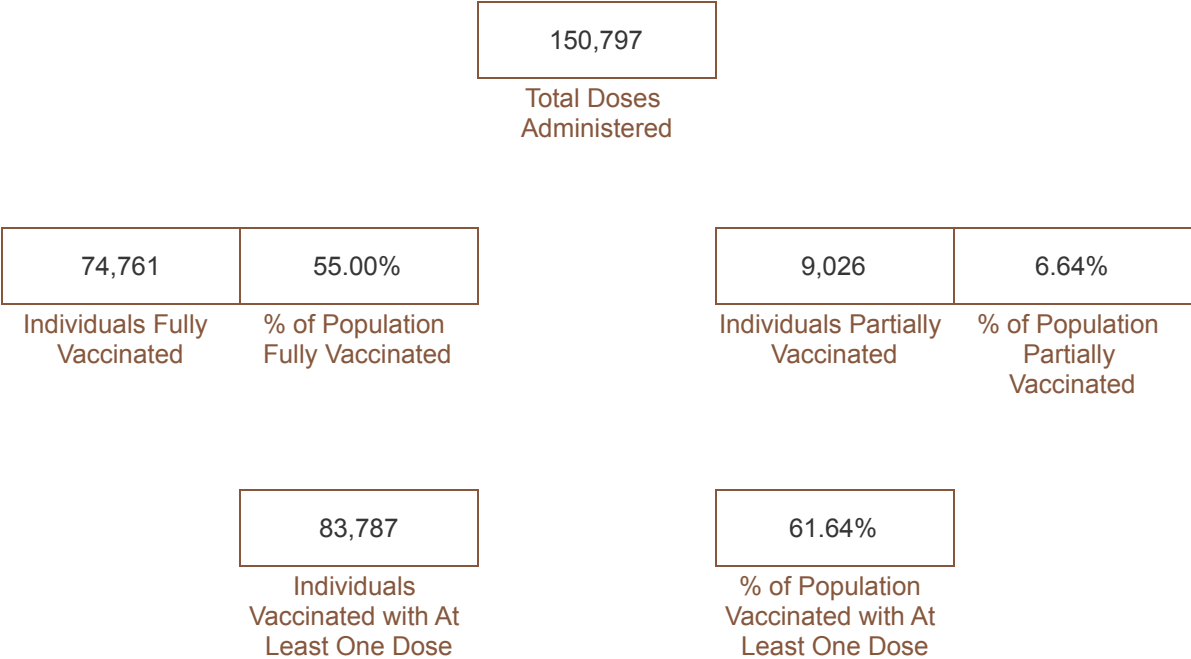 150,797
Total Doses
Administered
74,761
55.00%
9,026
6.64%
Individuals Fully
Vaccinated
% of Population
Fully Vaccinated
Individuals Partially
Vaccinated
% of Population
Partially
Vaccinated
83,787
61.64%
Individuals
Vaccinated with At
Least One Dose
% of Population
Vaccinated with At
Least One Dose